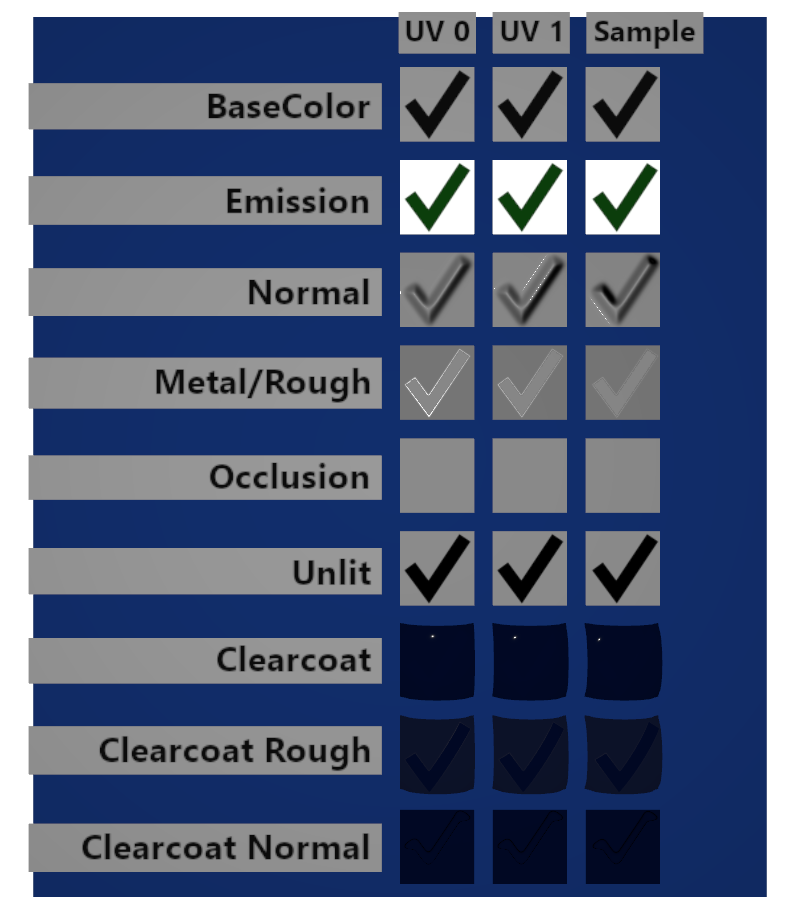 UV 0 UV 1 Sample
BaseColor
Emission
Normal
Metal/Rough
Occlusion
Unlit
Clearcoat
Clearcoat Rough
Clearcoat Normal